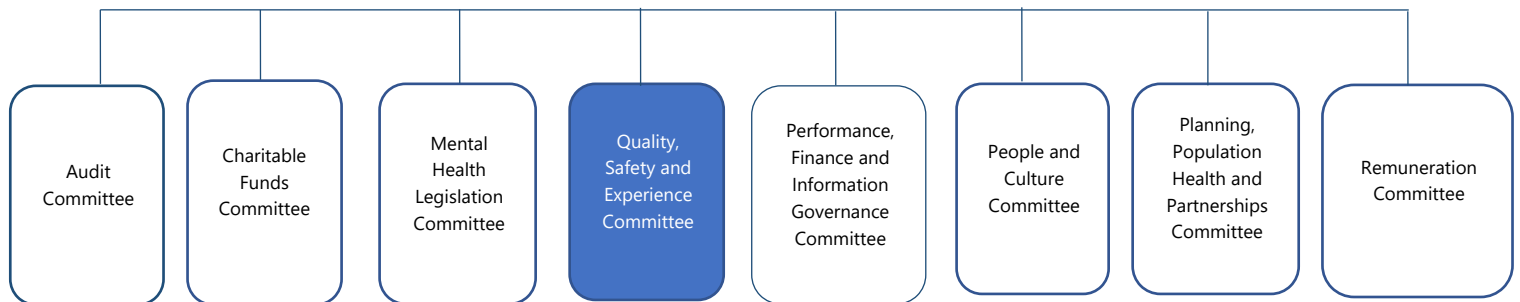 Audit
Committee
Charitable
Funds
Committee
Mental
Health
Legislation
Committee
Quality,
Safety and
Experience
Committee
Performance,
Finance and
Information
Governance
Committee
People and
Culture
Committee
Planning,
Population
Health and
Partnerships
Committee
Remuneration
Committee